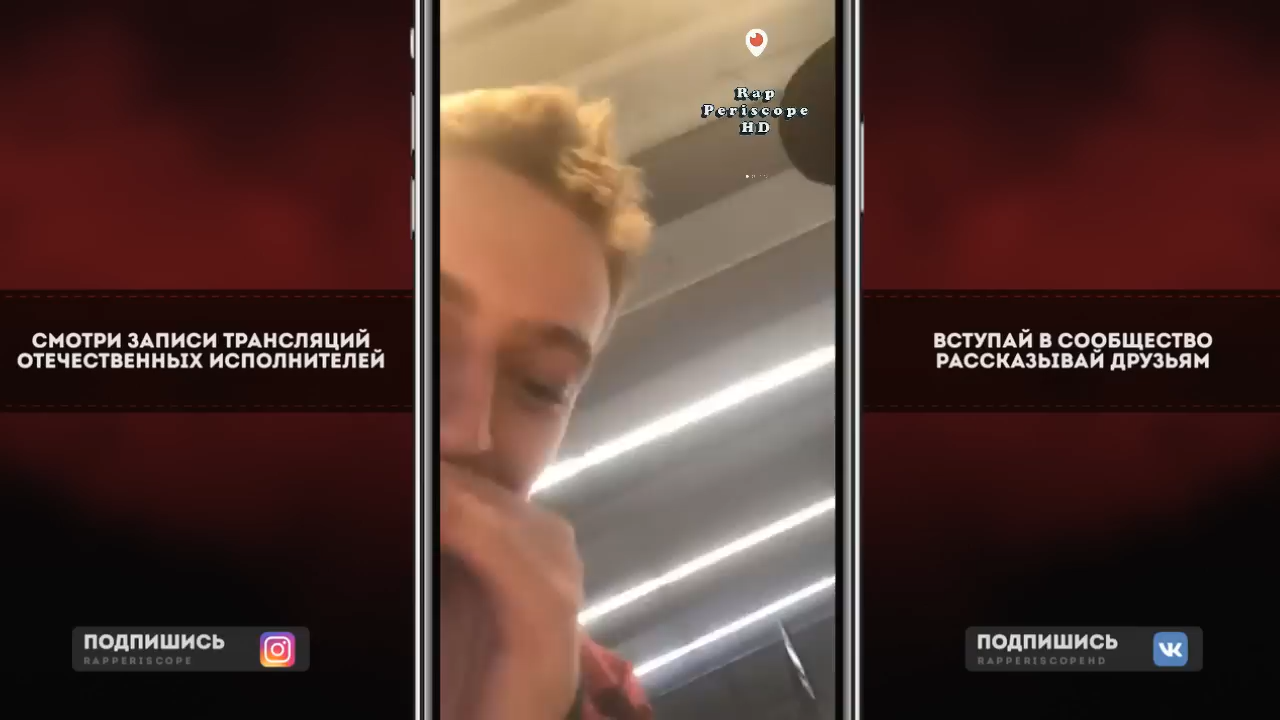 Rap
Periscope
HD
СМОТРИ ЗАПИСИ ТРАНСЛЯЦИЙ
ОТЕЧЕСТВЕННЫХ ИСПОЛНИТЕЛЕЙ
ВСТУПАЙ В СООБЩЕСТВО
РАССКАЗЫВАЙ ДРУЗЬЯМ
ПОДПИШИСЬ
RAPPERISCOPE
ПОДПИШИСЬ
RAPPERISCOPEHD